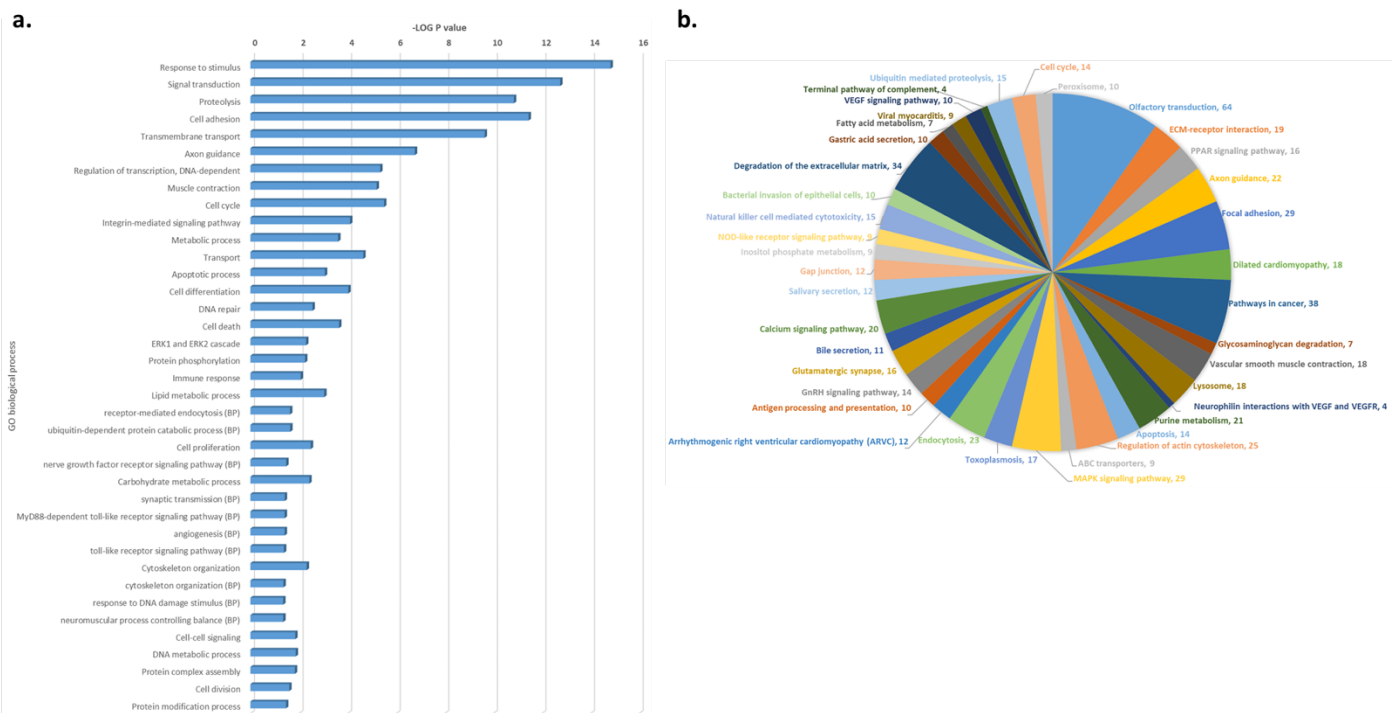 a.
-LOG P value
0 2 4 6 8 10 12 14 16
GO biological process
Response to stimulus
Signal transduction
Proteolysis
Cell adhesion
Transmembrane transport
Axon guidance
Regulation of transcription, DNA-dependent
Muscle contraction
Cell cycle
Integrin-mediated signaling pathway
Metabolic process
Transport
Apoptotic process
Cell differentiation
DNA repair
Cell death
ERK1 and ERK2 cascade
Protein phosphorylation
Immune response
Lipid metabolic process
receptor-mediated endocytosis (BP)
ubiquitin-dependent protein catabolic process (BP)
Cell proliferation
nerve growth factor receptor signaling pathway (BP)
Carbohydrate metabolic process
synaptic transmission (BP)
MyD88-dependent toll-like receptor signaling pathway (BP)
angiogenesis (BP)
toll-like receptor signaling pathway (BP)
Cytoskeleton organization
cytoskeleton organization (BP)
response to DNA damage stimulus (BP)
neuromuscular process controlling balance (BP)
Cell-cell signaling
DNA metabolic process
Protein complex assembly
Cell division
Protein modification process
b.
Olfactory transduction, 64
ECM-receptor interaction, 19
PPAR signaling pathway, 16
Axon guidance, 22
Focal adhesion, 29
Dilated cardiomyopathy, 18
Pathways in cancer, 38
Glycosaminoglycan degradation, 7
Vascular smooth muscle contraction, 18
Lysosome, 18
Neurophilin interactions with VEGF and VEGFR, 4
Purine metabolism, 21
Apoptosis, 14
Regulation of actin cytoskeleton, 25
ABC transporters, 9
MAPK signaling pathway, 29
Toxoplasmosis, 17
Endocytosis, 23
Arrhythmogenic right ventricular cardiomyopathy (ARVC), 12
Antigen processing and presentation, 10
GnRH signaling pathway, 14
Glutamatergic synapse, 16
Bile secretion, 11
Calcium signaling pathway, 20
Salivary secretion, 12
Gap junction, 12
Inositol phosphate metabolism, 9
NOD-like receptor signaling pathway,
Natural killer cell mediated cytotoxicity, 15
Bacterial invasion of epithelial cells, 10
Degradation of the extracellular matrix, 34
Gastric acid secretion, 10
Fatty acid metabolism, 7
Viral myocarditis, 9
VEGF signaling pathway, 10
Terminal pathway of complement, 4
Ubiquitin mediated proteolysis, 15
Cell cycle, 14
Peroxisome, 10